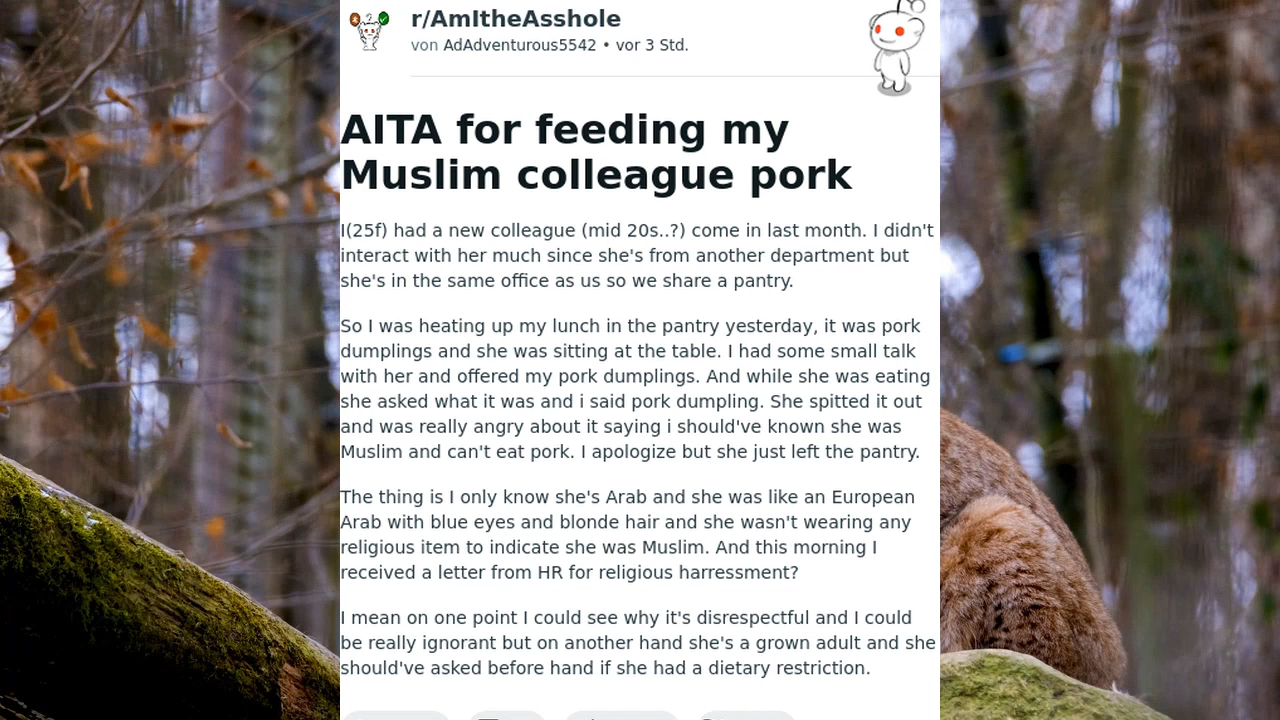 r/AmItheAsshole
von AdAdventurous5542 • vor 3 Std.
AITA for feeding my
Muslim colleague pork
I(25f) had a new colleague (mid 20s..?) come in last month. I didn't
interact with her much since she's from another department but
she's in the same office as us so we share a pantry.
So I was heating up my lunch in the pantry yesterday, it was pork
dumplings and she was sitting at the table. I had some small talk
with her and offered my pork dumplings. And while she was eating
she asked what it was and i said pork dumpling. She spitted it out
and was really angry about it saying i should've known she was
Muslim and can't eat pork. I apologize but she just left the pantry.
The thing is I only know she's Arab and she was like an European
Arab with blue eyes and blonde hair and she wasn't wearing any
religious item to indicate she was Muslim. And this morning I
received a letter from HR for religious harressment?
I mean on one point I could see why it's disrespectful and I could
be really ignorant but on another hand she's a grown adult and she
should've asked before hand if she had a dietary restriction.